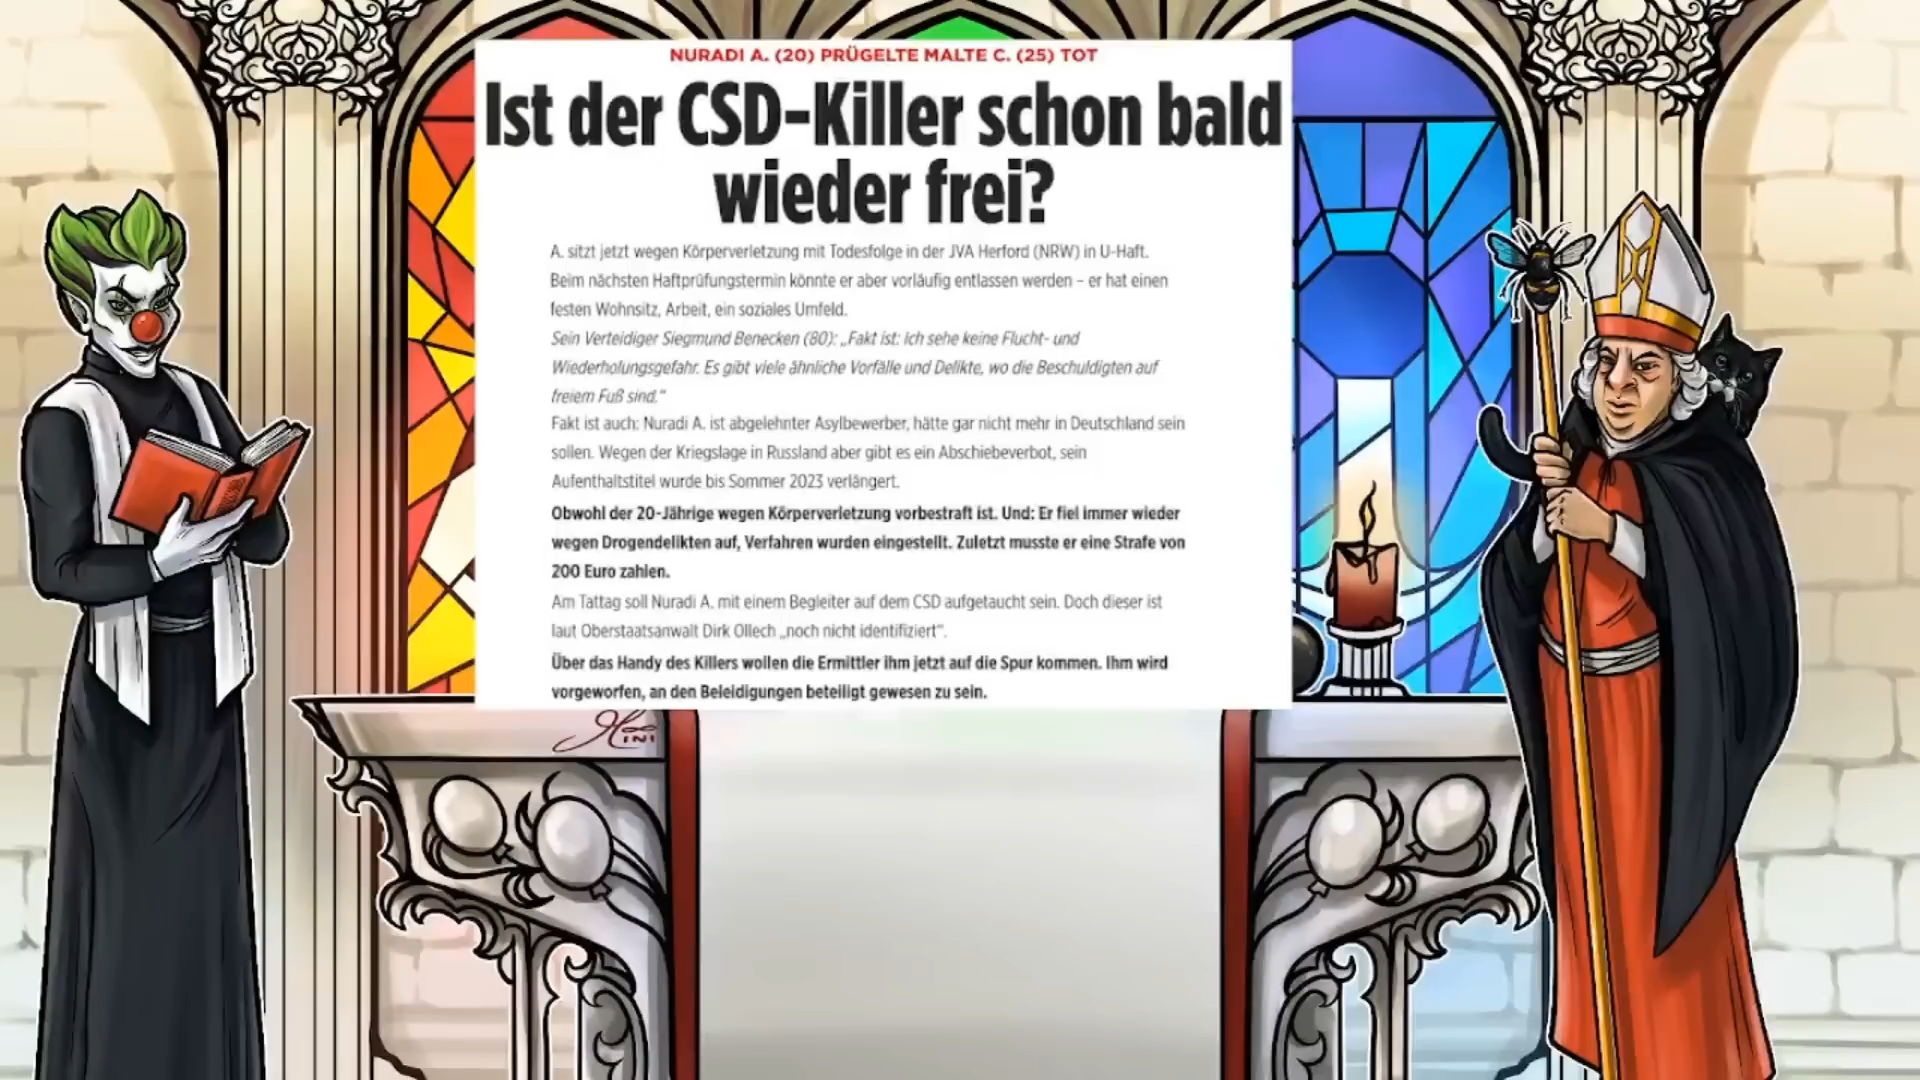 NURADI A. (20) PRÜGELTE MALTE C. (25) TOT
Ist der CSD-Killer schon bald
wieder frei?
A. sitzt jetzt wegen Körperverletzung mit Todesfolge in der JVA Herford (NRW) in U-Haft.
Beim nächsten Haftprüfungstermin könnte er aber vorläufig entlassen werden – er hat einen
festen Wohnsitz, Arbeit, ein soziales Umfeld.
Sein Verteidiger Siegmund Benecken (80): „Fakt ist: Ich sehe keine Flucht- und
Wiederholungsgefahr. Es gibt viele ähnliche Vorfälle und Delikte, wo die Beschuldigten auf
freiem Fuß sind.“
Fakt ist auch: Nuradi A. ist abgelehnter Asylbewerber, hätte gar nicht mehr in Deutschland sein
sollen. Wegen der Kriegslage in Russland aber gibt es ein Abschiebeverbot, sein
Aufenthaltstitel wurde bis Sommer 2023 verlängert.
Obwohl der 20-Jährige wegen Körperverletzung vorbestraft ist. Und: Er fiel immer wieder
wegen Drogendelikten auf, Verfahren wurden eingestellt. Zuletzt musste er eine Strafe von
200 Euro zahlen.
Am Tattag soll Nuradi A. mit einem Begleiter auf dem CSD aufgetaucht sein. Doch dieser ist
laut Oberstaatsanwalt Dirk Ollech „noch nicht identifiziert“.
Über das Handy des Killers wollen die Ermittler ihm jetzt auf die Spur kommen. Ihm wird
vorgeworfen, an den Beleidigungen beteiligt gewesen zu sein.